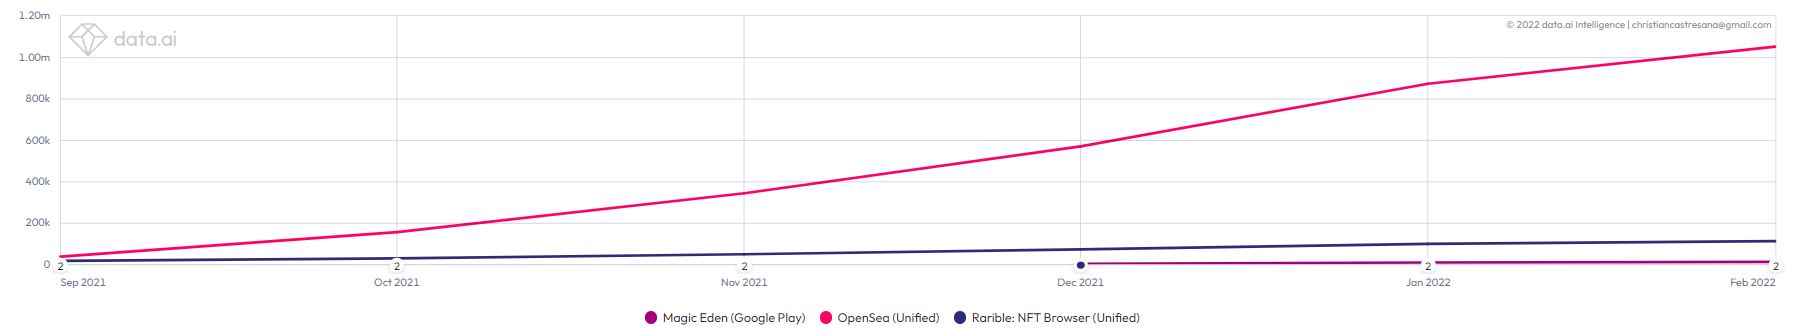 1.20m
© 2022 data.ai Intelligence | christiancastresana@gmail.com
data.ai
1.00m
800k
600k
400k
200k
0
2
2
2
2
2
Sep 2021
Oct 2021
Nov 2021
Dec 2021
Jan 2022
Feb 2022
Magic Eden (Google Play)
OpenSea (Unified)
Rarible: NFT Browser (Unified)